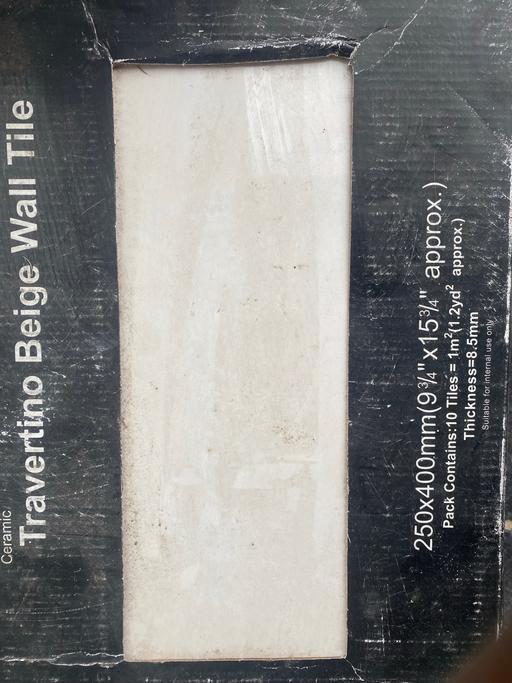 Ceramic
Travertino Beige Wall Tile
250x400mm(9¾"x15¾" approx.)
Pack Contains:10 Tiles = 1m²(1.2yd² approx.)
Thickness=8.5mm
Suitable for internal use only